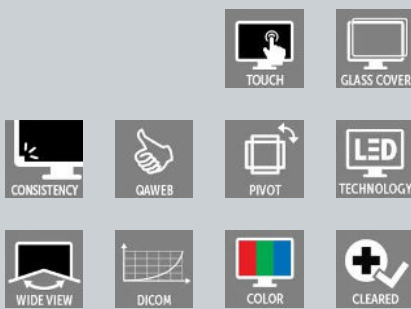 TOUCH
GLASS COVER
CONSISTENCY
QAWEB
PIVOT
LED
TECHNOLOGY
WIDE VIEW
DICOM
COLOR
CLEARED